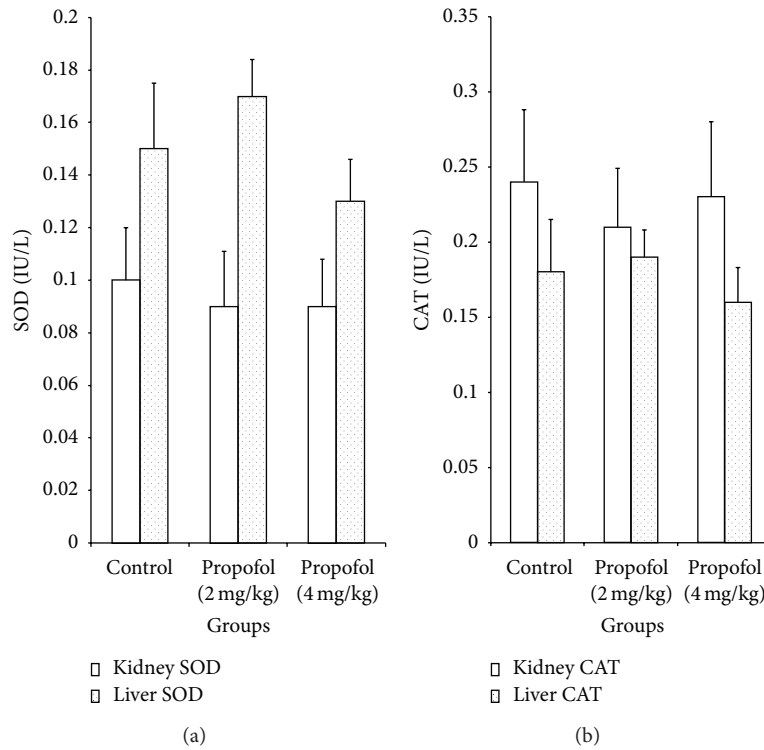 0.2
0.18
0.16
0.14
0.12
0.1
0.08
0.06
0.04
0.02
0
SOD (IU/L)
Control
Propofol
(2 mg/kg)
Propofol
(4 mg/kg)
Groups
Kidney SOD
Liver SOD
(a)
0.35
0.3
0.25
0.2
0.15
0.1
0.05
0
CAT (IU/L)
Control
Propofol
(2 mg/kg)
Propofol
(4 mg/kg)
Groups
Kidney CAT
Liver CAT
(b)